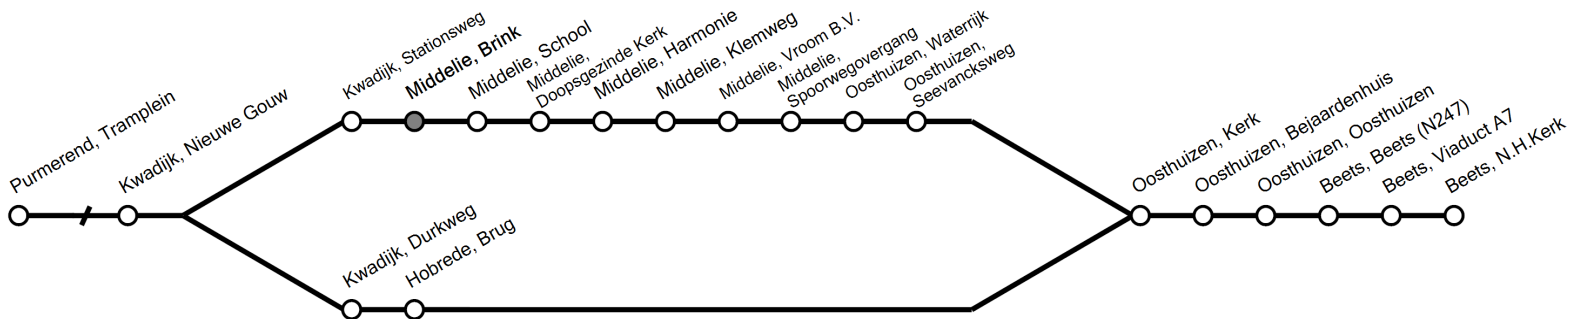 Purmerend, Tramplein
Kwadijk, Nieuwe Gouw
Kwadijk, Stationsweg
Middelie, Brink
Middelie, School
Middelie,
Doopsgezinde Kerk
Middelie, Harmonie
Middelie, Klemweg
Middelie, Vroom B.V.
Middelie,
Spoorwegovergang
Oosthuizen, Waterrijk
Oosthuizen,
Seevancksweg
Kwadijk, Durkweg
Hobrede, Brug
Oosthuizen, Kerk
Oosthuizen, Bejaardenhuis
Oosthuizen, Oosthuizen
Beets, Beets (N247)
Beets, Viaduct A7
Beets, N.H.Kerk